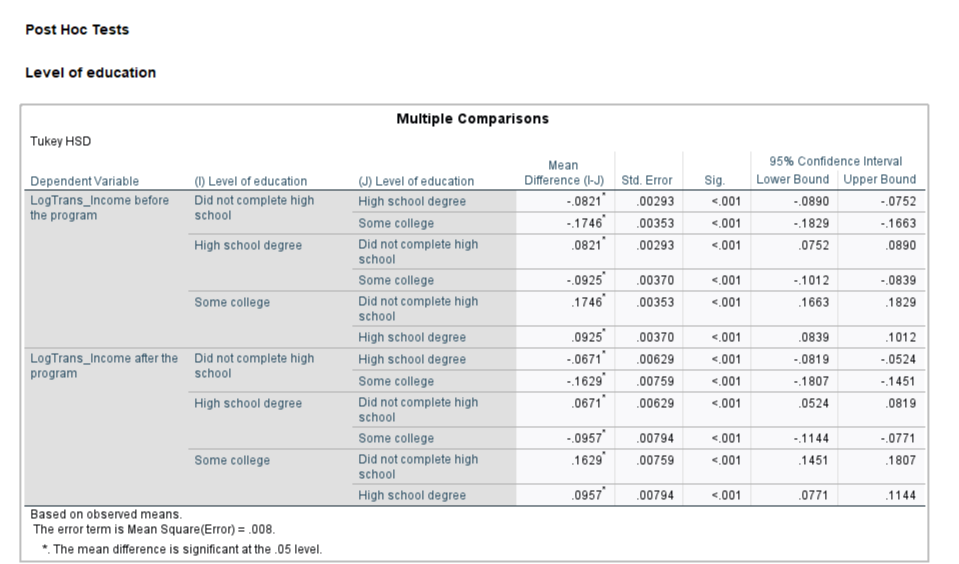 Post Hoc Tests
Level of education
Multiple Comparisons
Tukey HSD
Dependent Variable (I) Level of education (J) Level of education Mean Difference (I-J) Std. Error Sig. 95% Confidence Interval Lower Bound Upper Bound
LogTrans_Income before the program Did not complete high school High school degree -.0821* .00293 <.001 -.0890 -.0752
Some college -.1746* .00353 <.001 -.1829 -.1663
High school degree Did not complete high school .0821* .00293 <.001 .0752 .0890
Some college -.0925* .00370 <.001 -.1012 -.0839
Some college Did not complete high school .1746* .00353 <.001 .1663 .1829
High school degree .0925* .00370 <.001 .0839 .1012
LogTrans_Income after the program Did not complete high school High school degree -.0671* .00629 <.001 -.0819 -.0524
Some college -.1629* .00759 <.001 -.1807 -.1451
High school degree Did not complete high school .0671* .00629 <.001 .0524 .0819
Some college -.0957* .00794 <.001 -.1144 -.0771
Some college Did not complete high school .1629* .00759 <.001 .1451 .1807
High school degree .0957* .00794 <.001 .0771 .1144
Based on observed means.
The error term is Mean Square(Error) = .008.
*. The mean difference is significant at the .05 level.